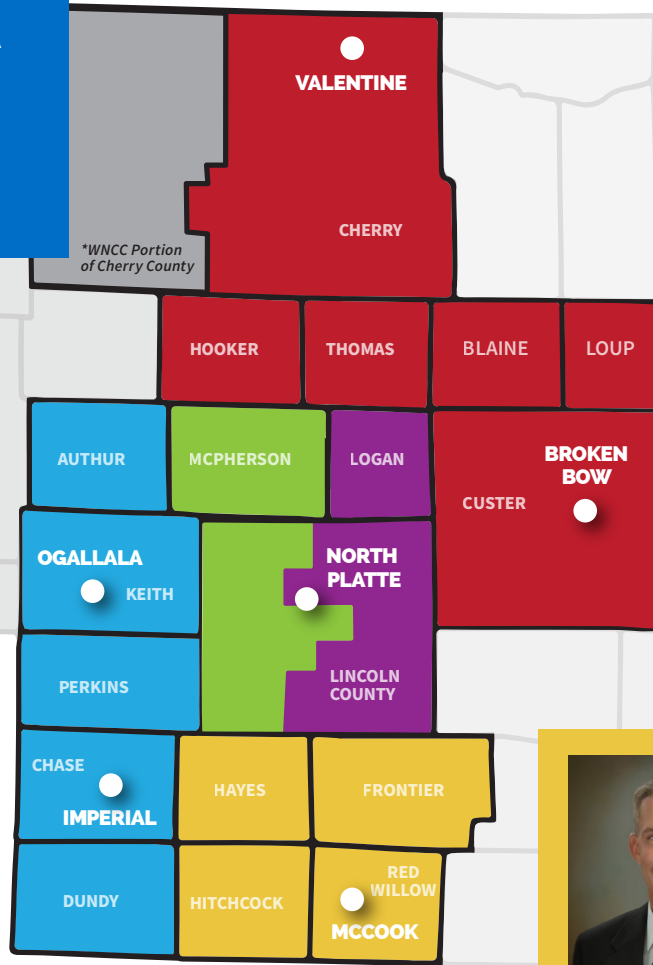 VALENTINE
CHERRY
*WNCC Portion
of Cherry County
HOOKER
THOMAS
BLAINE
LOUP
AUTHUR
MCPHERSON
LOGAN
BROKEN
BOW
CUSTER
OGALLALA
KEITH
NORTH
PLATTE
PERKINS
LINCOLN
COUNTY
CHASE
IMPERIAL
HAYES
FRONTIER
DUNDY
HITCHCOCK
RED
WILLOW
MCCOOK